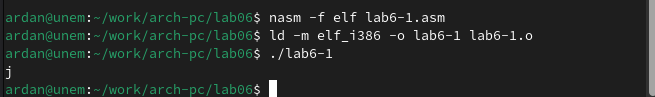 ardan@unem:~/work/arch-pc/lab06$ nasm -f elf lab6-1.asm
ardan@unem:~/work/arch-pc/lab06$ ld -m elf_i386 -o lab6-1 lab6-1.o
ardan@unem:~/work/arch-pc/lab06$ ./lab6-1
j
ardan@unem:~/work/arch-pc/lab06$